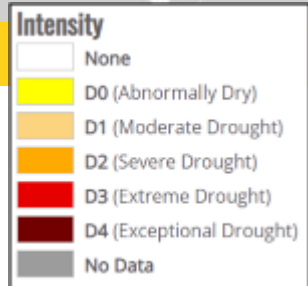 Intensity
None
D0 (Abnormally Dry)
D1 (Moderate Drought)
D2 (Severe Drought)
D3 (Extreme Drought)
D4 (Exceptional Drought)
No Data